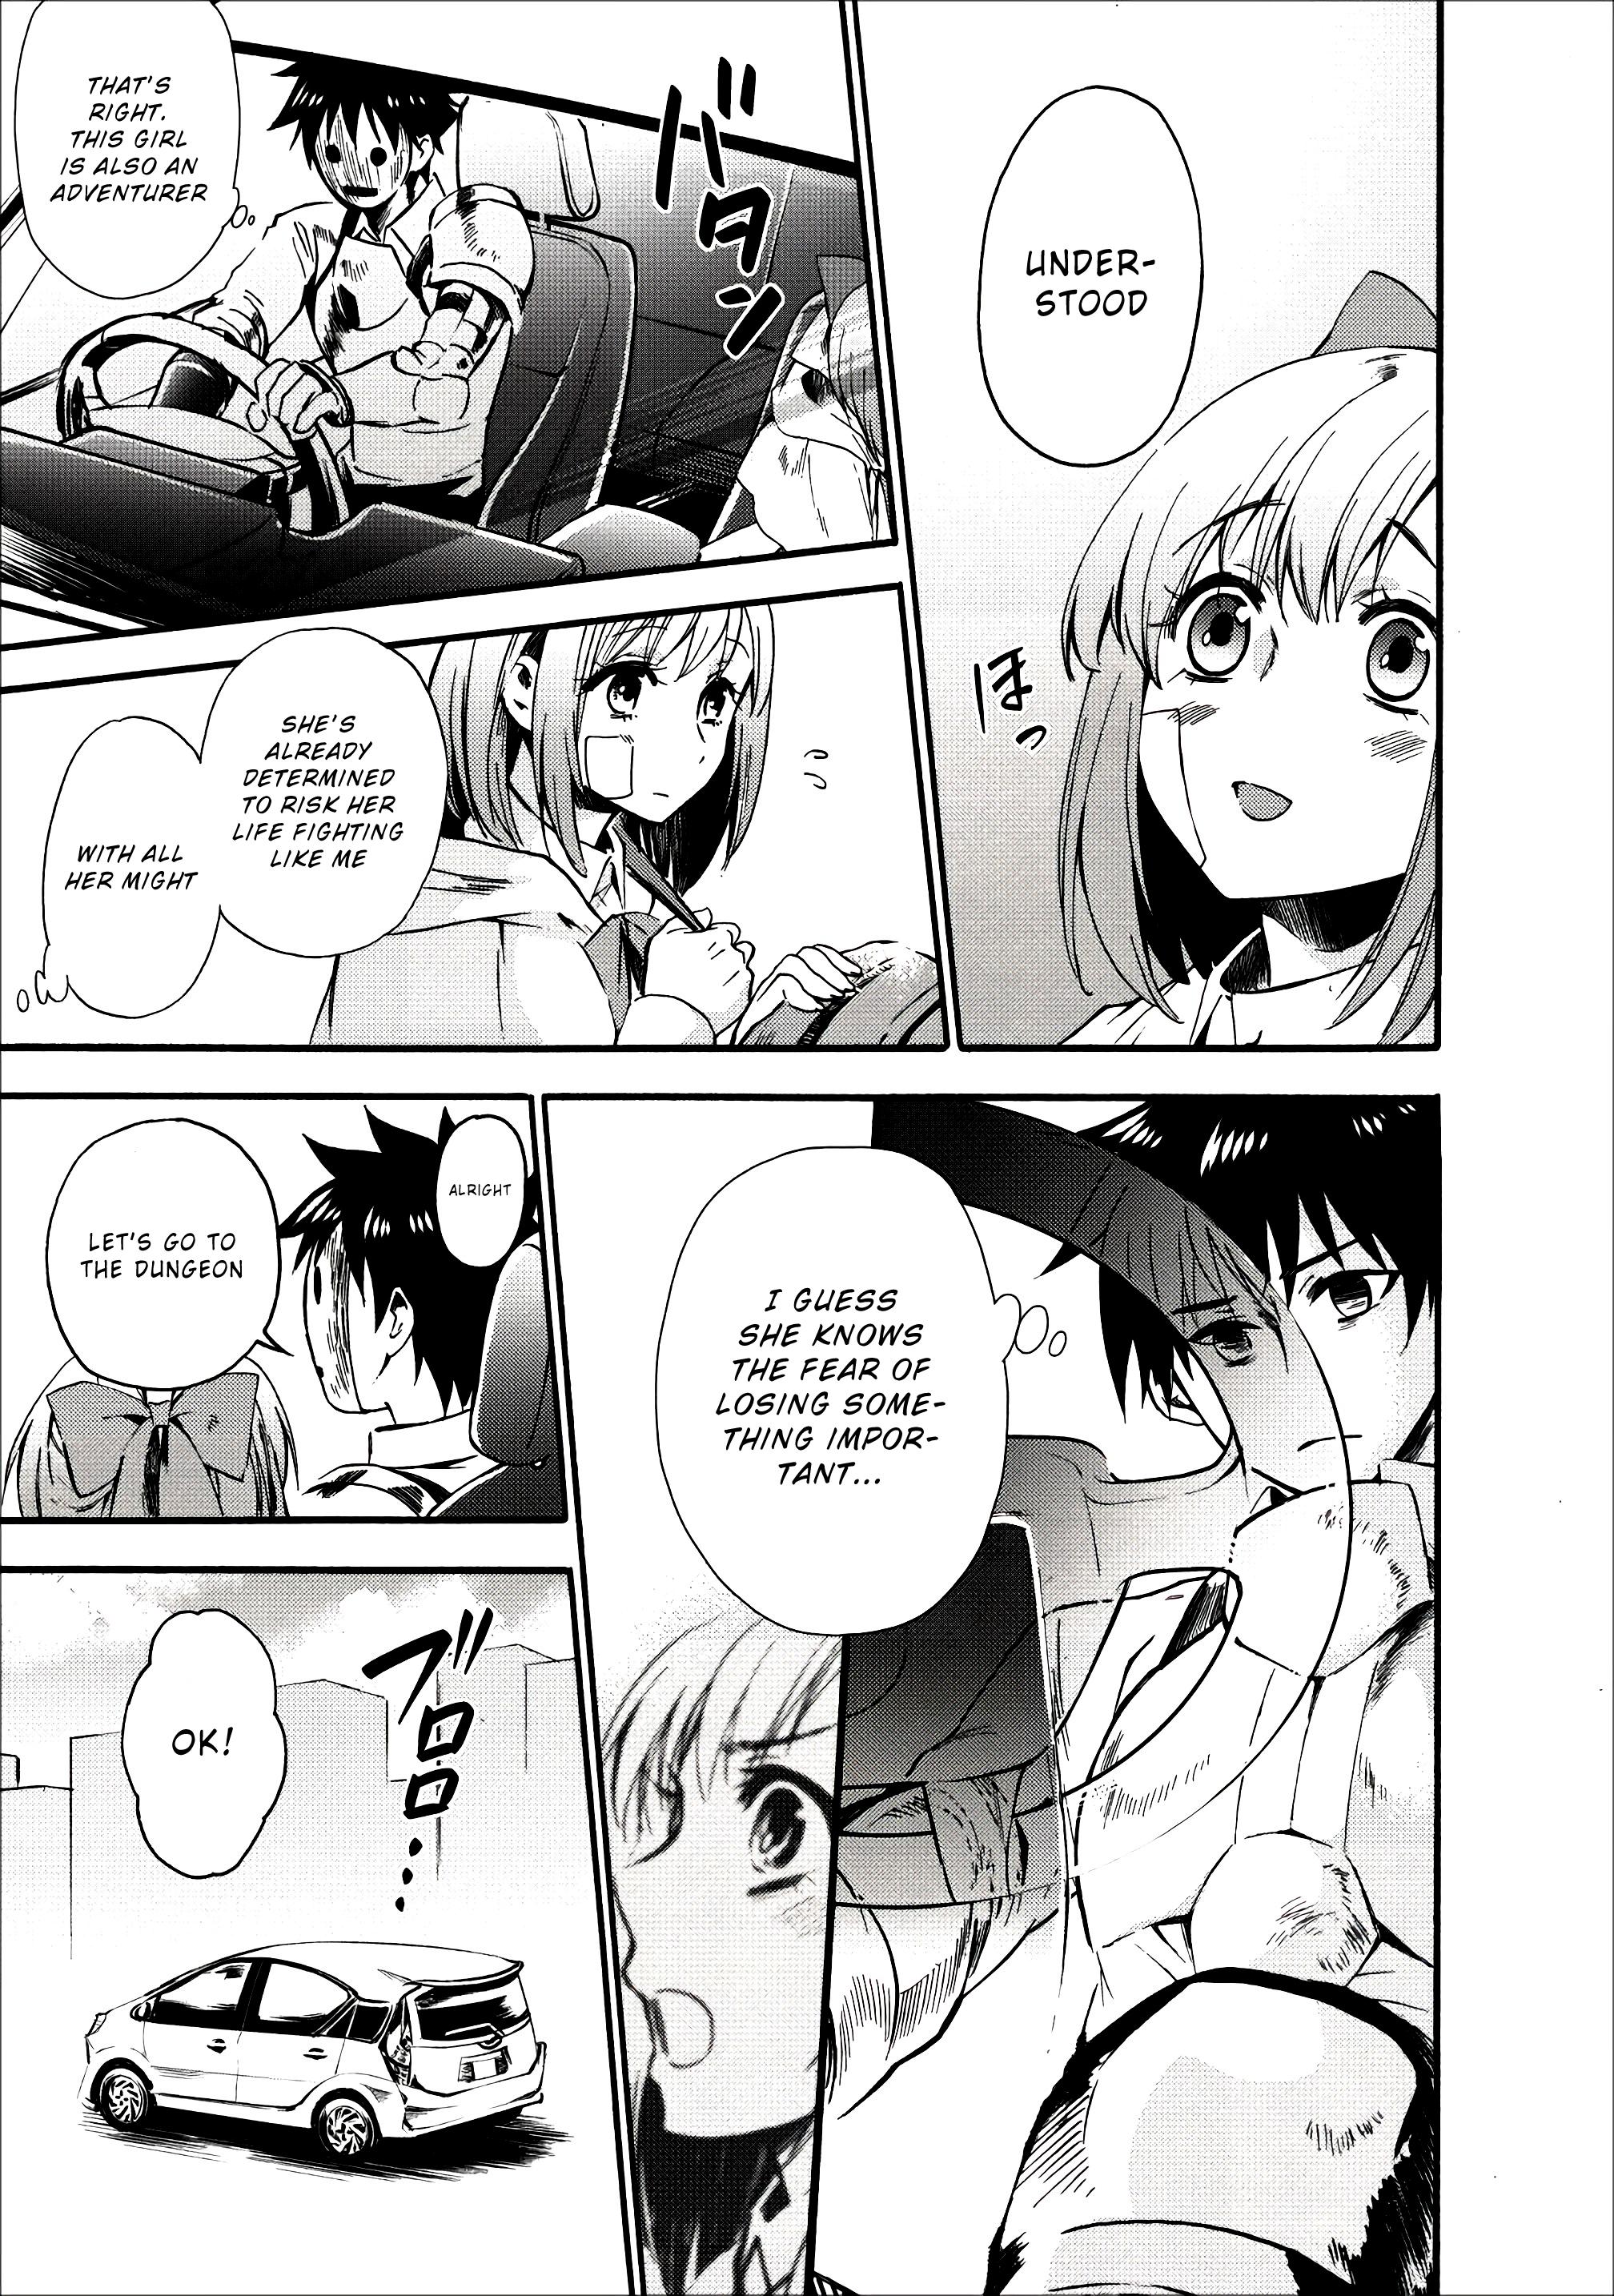 UNDER-
STOOD
ほっ
THAT'S
RIGHT.
THIS GIRL
IS ALSO AN
ADVENTURER
バタン
SHE'S
ALREADY
DETERMINED
TO RISK HER
LIFE FIGHTING
LIKE ME
WITH ALL
HER MIGHT
I GUESS
SHE KNOWS
THE FEAR OF
LOSING SOME-
THING IMPOR-
TANT...
ALRIGHT
LET'S GO TO
THE DUNGEON
ブロロ...
OK!